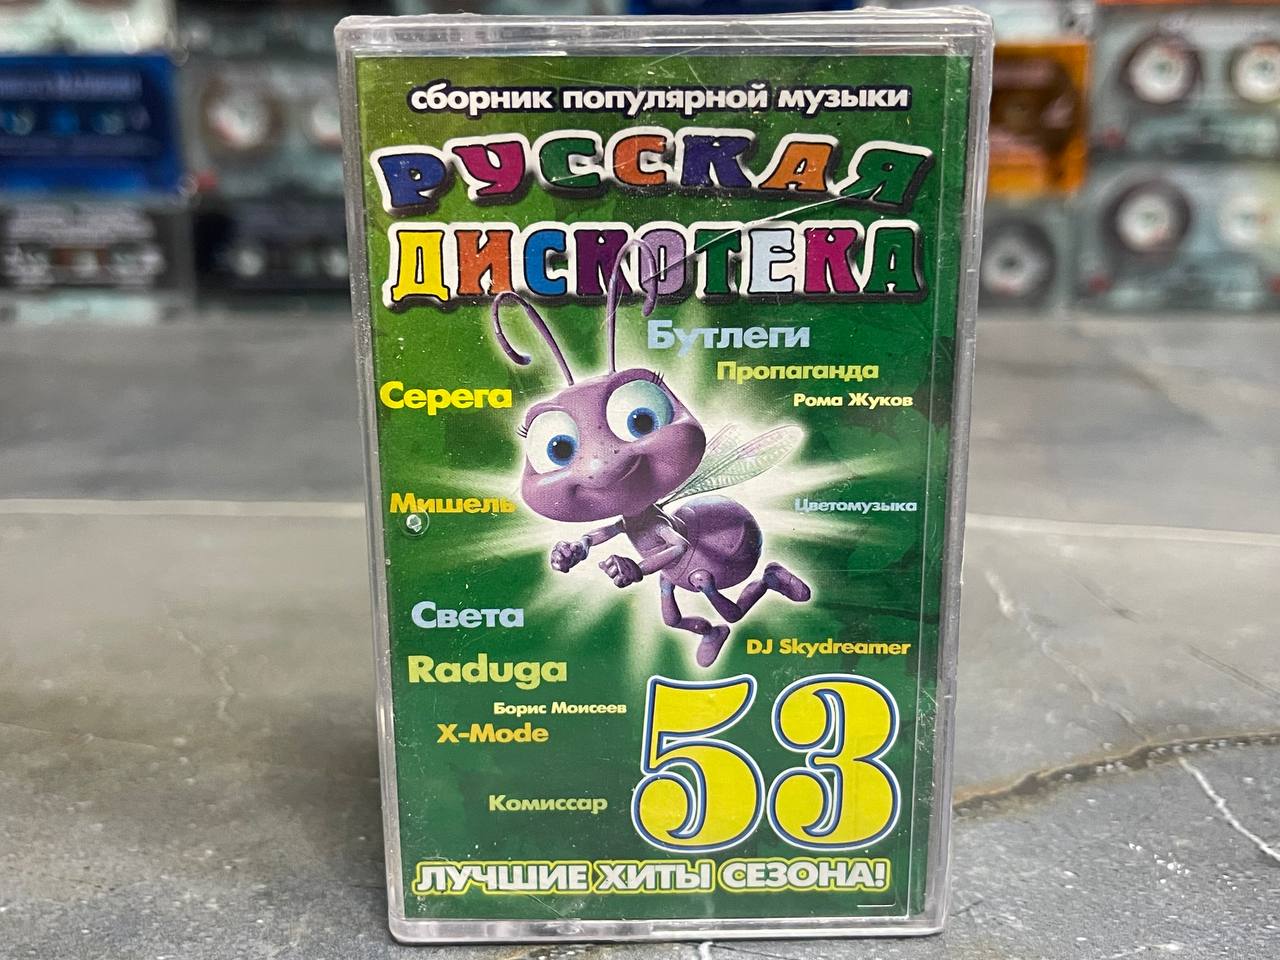 сборник популярной музыки
РУССКАЯ
ДИСКОТЕКА
Бутлеги
Пропаганда
Серега
Рома Жуков
Мишель
Цветомузыка
Света
DJ Skydreamer
Raduga
Борис Моисеев
X-Mode
53
Комиссар
ЛУЧШИЕ ХИТЫ СЕЗОНА!